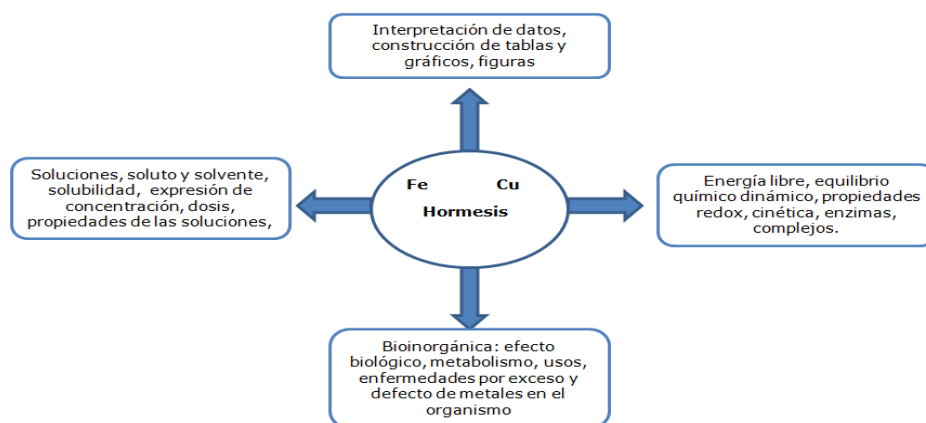 Interpretación de datos,
construcción de tablas y
gráficos, figuras
Soluciones, soluto y solvente,
solubilidad, expresión de
concentración, dosis,
propiedades de las soluciones,
Fe Cu
Hormesis
Energía libre, equilibrio
químico dinámico, propiedades
redox, cinética, enzimas,
complejos.
Bioinorgánica: efecto
biológico, metabolismo, usos,
enfermedades por exceso y
defecto de metales en el
organismo